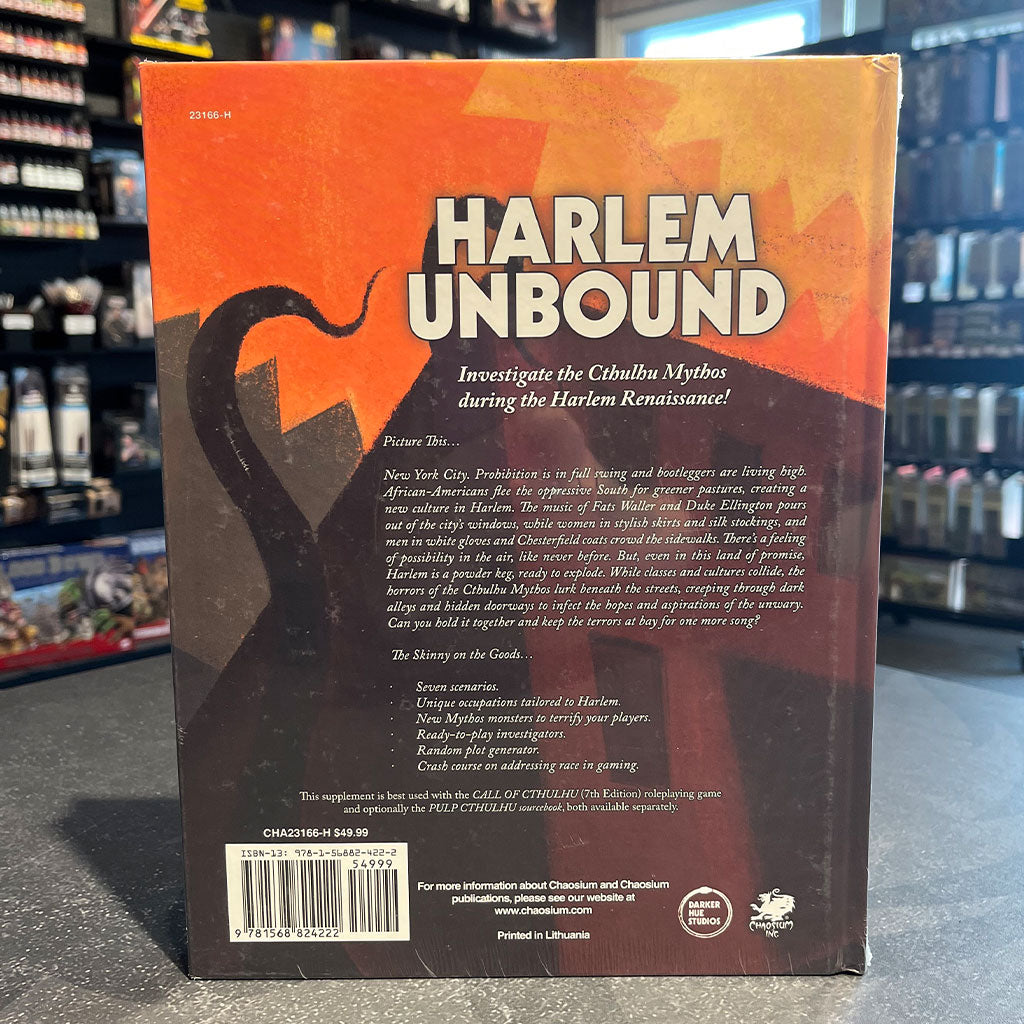 23166-H
HARLEM
UNBOUND
Investigate the Cthulhu Mythos
during the Harlem Renaissance!
Picture This...
New York City. Prohibition is in full swing and bootleggers are living high.
African-Americans flee the oppressive South for greener pastures, creating a
new culture in Harlem. The music of Fats Waller and Duke Ellington pours
out of the city's windows, while women in stylish skirts and silk stockings, and
men in white gloves and Chesterfield coats crowd the sidewalks. There's a feeling
of possibility in the air, like never before. But, even in this land of promise,
Harlem is a powder keg, ready to explode. While classes and cultures collide, the
horrors of the Cthulhu Mythos lurk beneath the streets, creeping through dark
alleys and hidden doorways to infect the hopes and aspirations of the unwary.
Can you hold it together and keep the terrors at bay for one more song?
The Skinny on the Goods...
· Seven scenarios.
· Unique occupations tailored to Harlem.
· New Mythos monsters to terrify your players.
· Ready-to-play investigators.
· Random plot generator.
· Crash course on addressing race in gaming.
This supplement is best used with the CALL OF CTHULHU (7th Edition) roleplaying game
and optionally the PULP CTHULHU sourcebook, both available separately.
CHA23166-H $49.99
ISBN-13: 978-1-56882-422-2
54999
9 781568 824222
For more information about Chaosium and Chaosium
publications, please see our website at
www.chaosium.com
Printed in Lithuania
DARKER
HUE
STUDIOS
CHAOSIUM
INC.